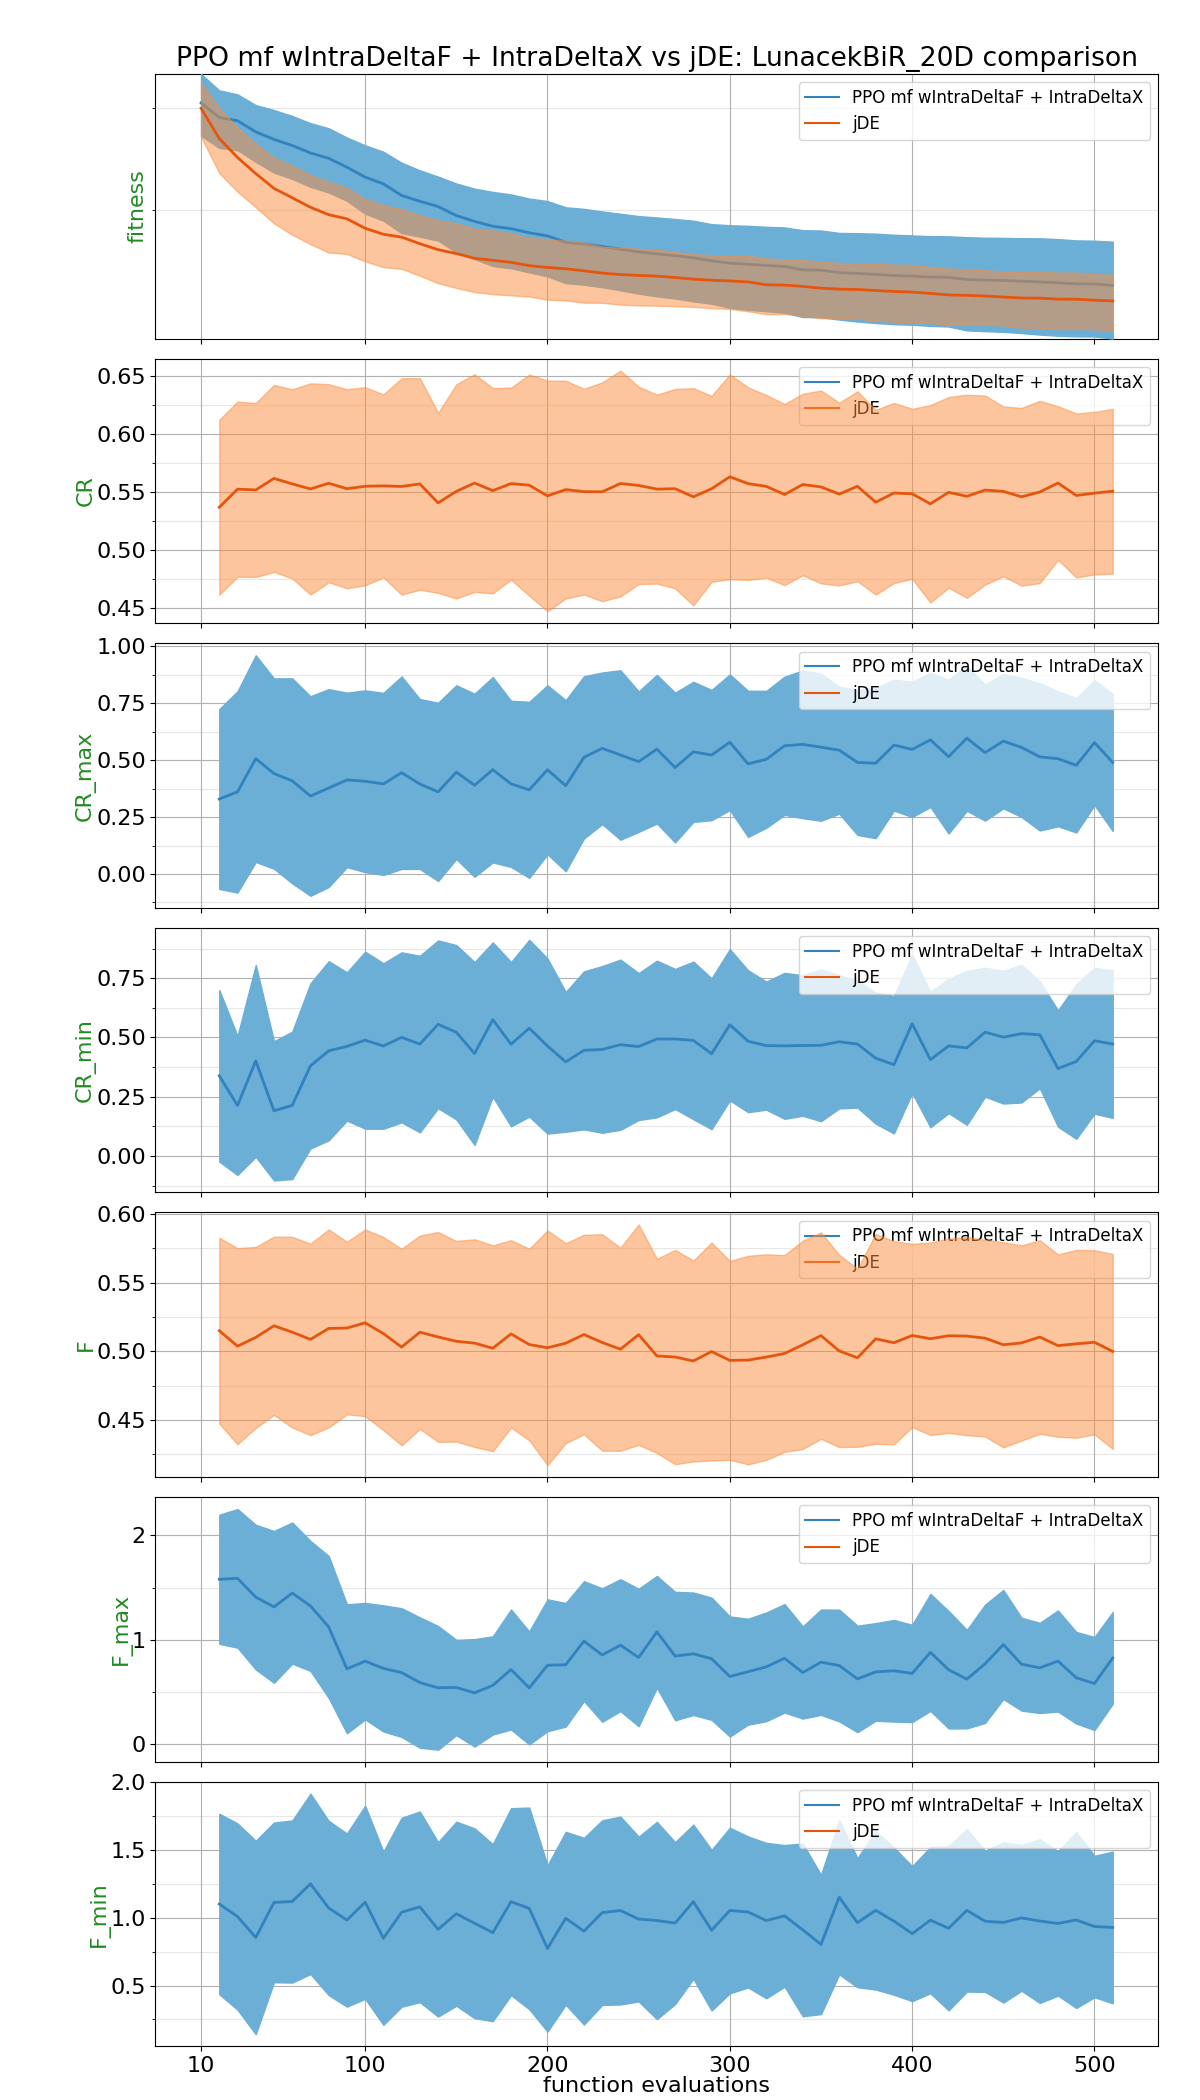 PPO mf wIntraDeltaF + IntraDeltaX vs jDE: LunacekBiR_20D comparison
fitness
PPO mf wIntraDeltaF + IntraDeltaX
jDE
CR
0.65
0.60
0.55
0.50
0.45
PPO mf wIntraDeltaF + IntraDeltaX
jDE
CR_max
1.00
0.75
0.50
0.25
0.00
PPO mf wIntraDeltaF + IntraDeltaX
jDE
CR_min
0.75
0.50
0.25
0.00
PPO mf wIntraDeltaF + IntraDeltaX
jDE
F
0.60
0.55
0.50
0.45
PPO mf wIntraDeltaF + IntraDeltaX
jDE
F_max
2
1
0
PPO mf wIntraDeltaF + IntraDeltaX
jDE
F_min
2.0
1.5
1.0
0.5
PPO mf wIntraDeltaF + IntraDeltaX
jDE
10 100 200 300 400 500
function evaluations